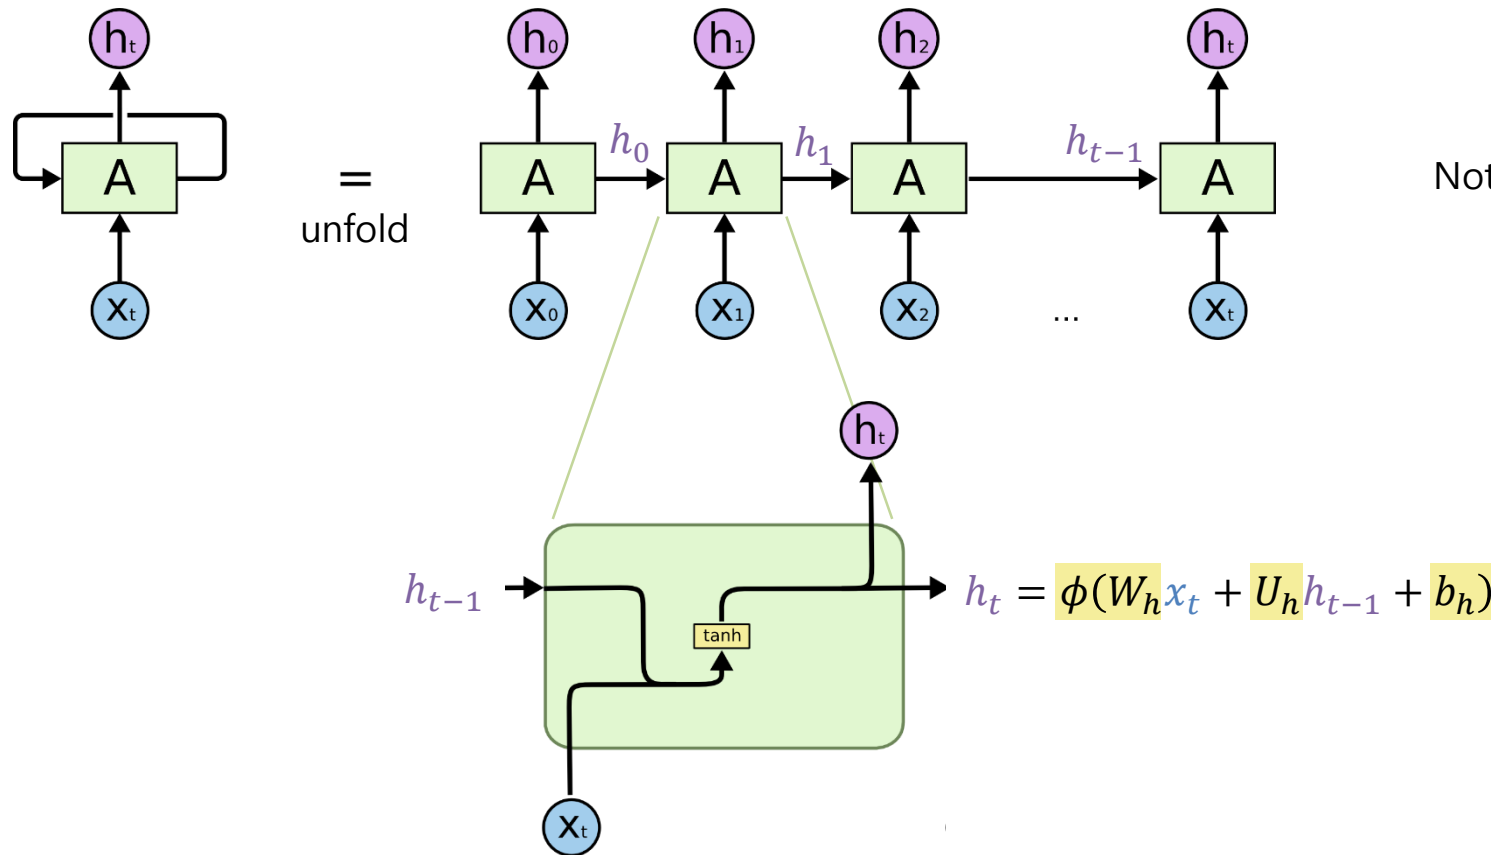 hₜ h₀ h₁ h₂ hₜ
h₀ h₁ hₜ₋₁
A = A A A A Not
unfold
xₜ x₀ x₁ x₂ ... xₜ
hₜ
hₜ₋₁ hₜ = ϕ(Wₕxₜ + Uₕhₜ₋₁ + bₕ)
tanh
xₜ